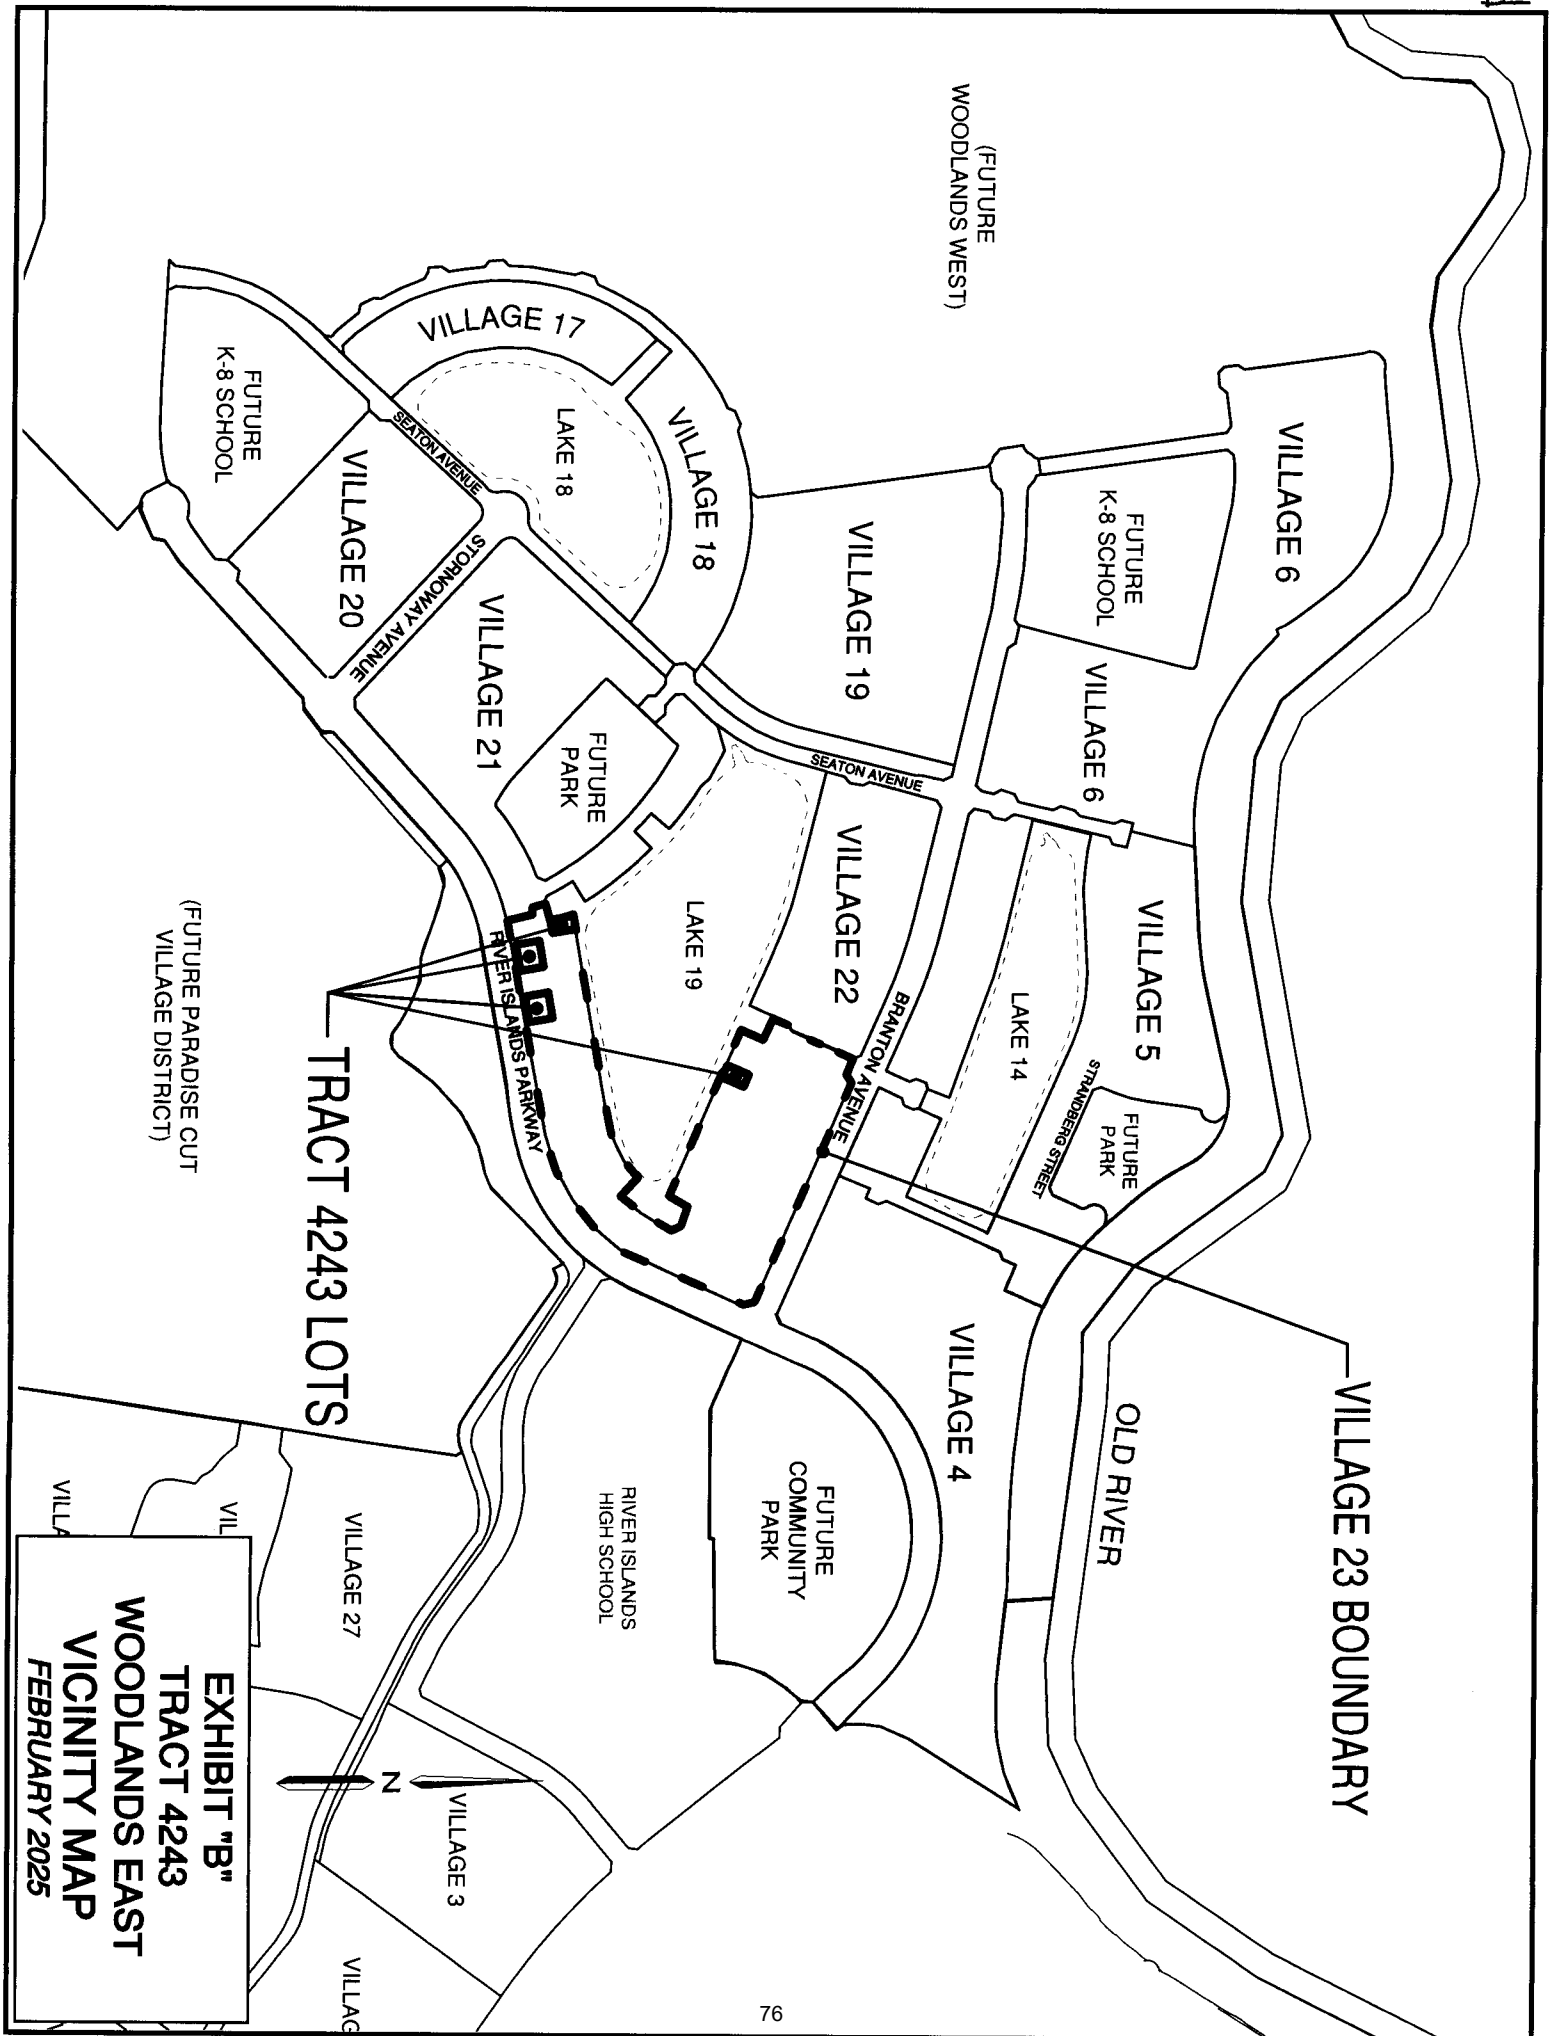 (FUTURE
WOODLANDS WEST)
VILLAGE 6
FUTURE
K-8 SCHOOL
VILLAGE 6
VILLAGE 5
STRANDBERG STREET
FUTURE
PARK
LAKE 14
VILLAGE 19
SEATON AVENUE
VILLAGE 22
BRANTON AVENUE
VILLAGE 17
VILLAGE 18
LAKE 18
SEATON AVENUE
FUTURE
K-8 SCHOOL
VILLAGE 20
STORNOWAY AVENUE
VILLAGE 21
FUTURE
PARK
LAKE 19
RIVER ISLANDS PARKWAY
(FUTURE PARADISE CUT
VILLAGE DISTRICT)
TRACT 4243 LOTS
VILLAGE 23 BOUNDARY
OLD RIVER
VILLAGE 4
FUTURE
COMMUNITY
PARK
RIVER ISLANDS
HIGH SCHOOL
VILLAGE 27
VIL
VILLA
VILLAGE 3
VILLAG
N
EXHIBIT "B"
TRACT 4243
WOODLANDS EAST
VICINITY MAP
FEBRUARY 2025
76